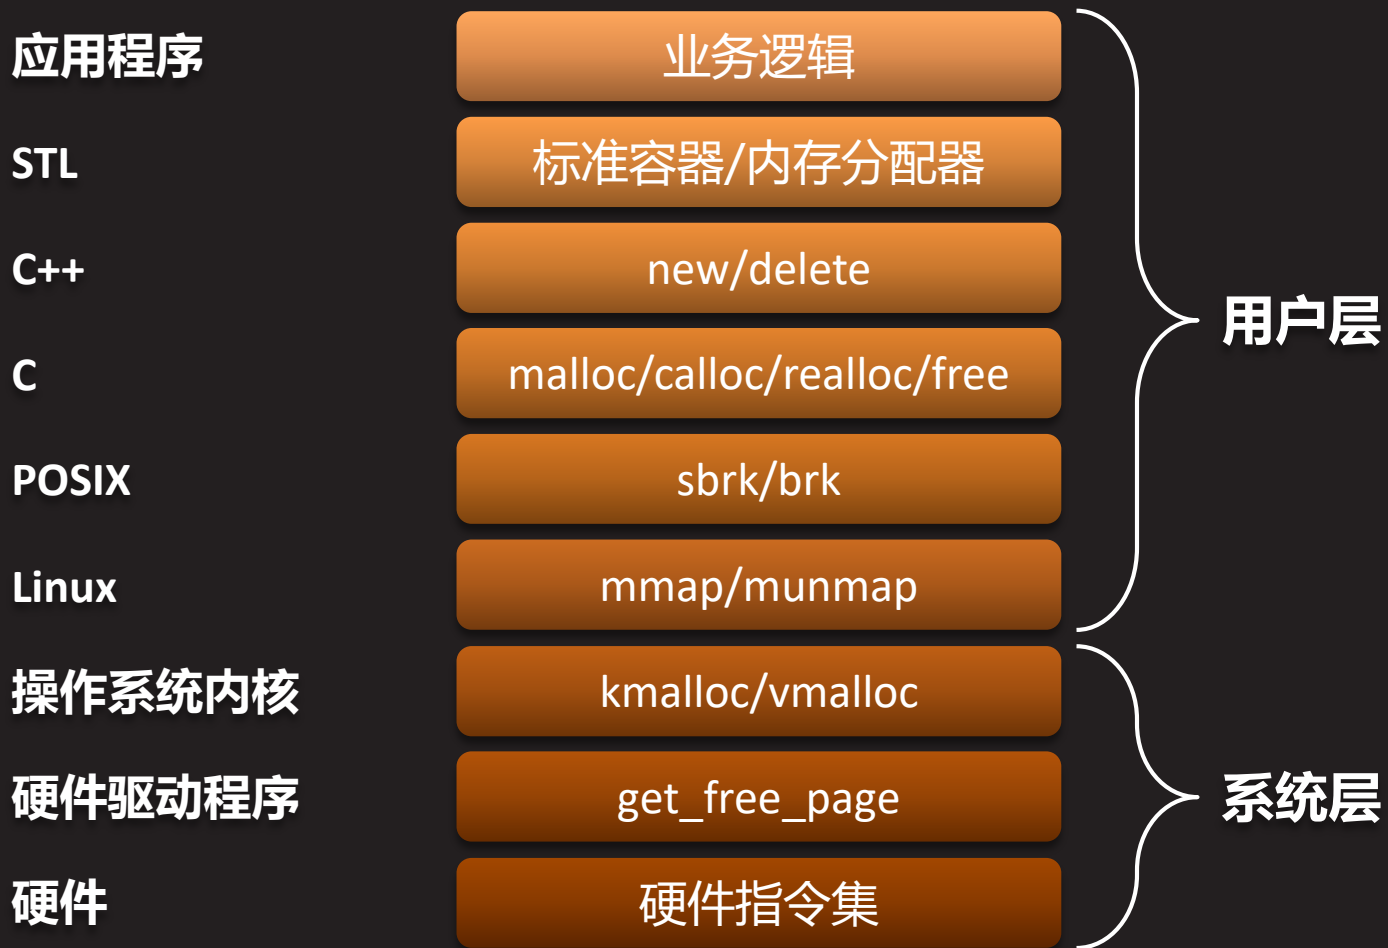 应用程序
业务逻辑
STL
标准容器/内存分配器
C++
new/delete
C
malloc/calloc/realloc/free
POSIX
sbrk/brk
Linux
mmap/munmap
用户层
操作系统内核
kmalloc/vmalloc
硬件驱动程序
get_free_page
硬件
硬件指令集
系统层